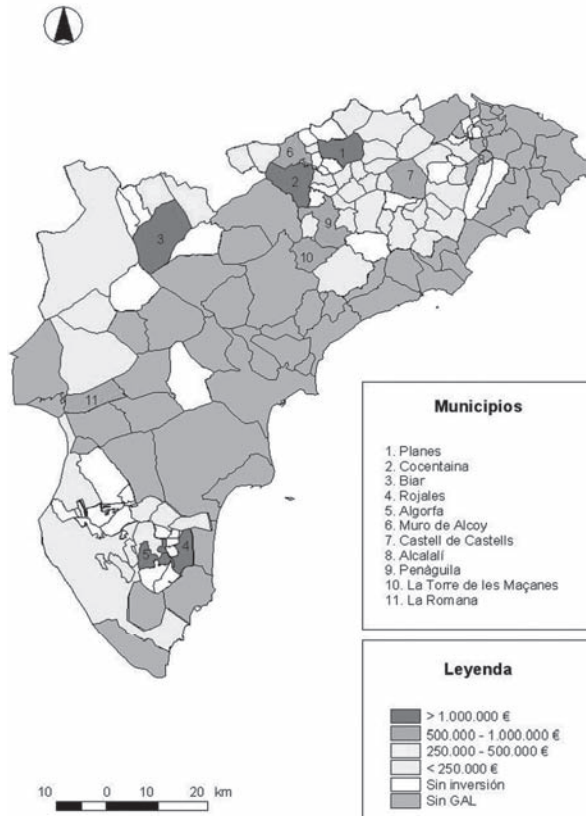 1
6
2
7
8
9
3
10
11
8
4
5
Municipios
1. Planes
2. Cocentaina
3. Biar
4. Rojales
5. Algorfa
6. Muro de Alcoy
7. Castell de Castells
8. Alcalalí
9. Penáguila
10. La Torre de les Maçanes
11. La Romana
Leyenda
> 1.000.000 €
500.000 - 1.000.000 €
250.000 - 500.000 €
< 250.000 €
Sin inversión
Sin GAL
10 0 10 20 km